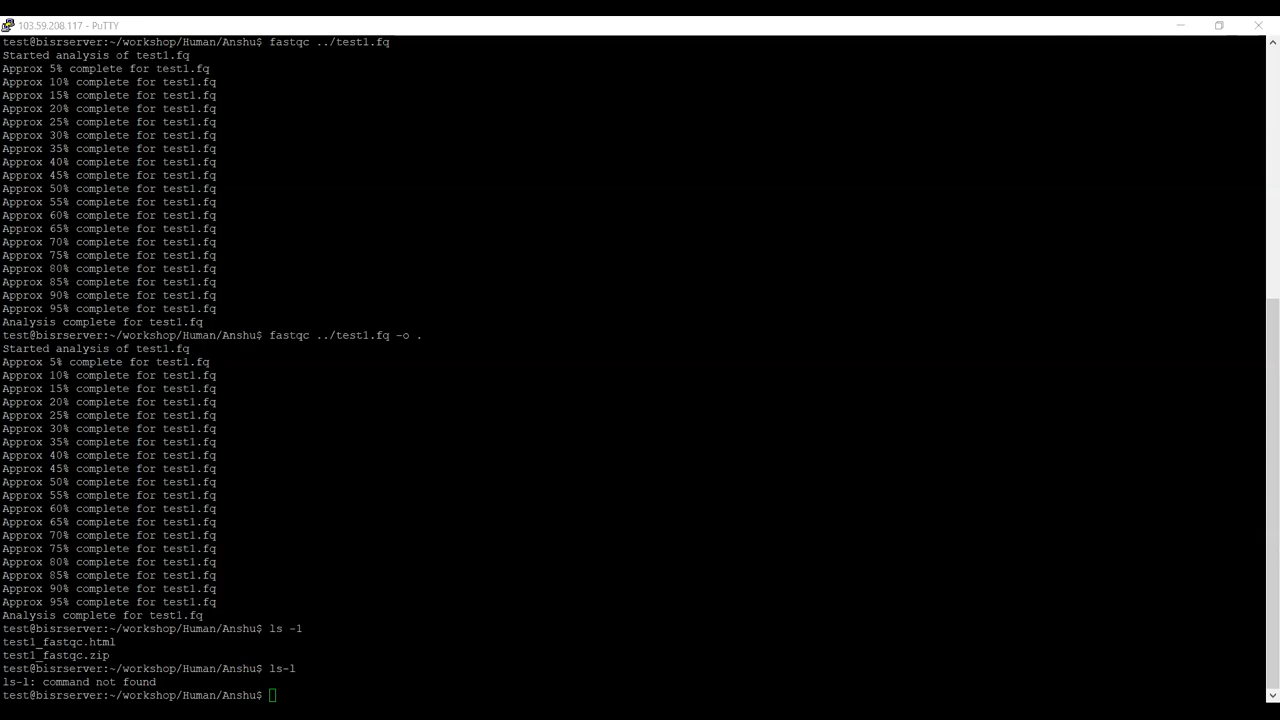 103.59.208.117 - PuTTY
test@bisrserver:~/workshop/Human/Anshu$ fastqc ../test1.fq
Started analysis of test1.fq
Approx 5% complete for test1.fq
Approx 10% complete for test1.fq
Approx 15% complete for test1.fq
Approx 20% complete for test1.fq
Approx 25% complete for test1.fq
Approx 30% complete for test1.fq
Approx 35% complete for test1.fq
Approx 40% complete for test1.fq
Approx 45% complete for test1.fq
Approx 50% complete for test1.fq
Approx 55% complete for test1.fq
Approx 60% complete for test1.fq
Approx 65% complete for test1.fq
Approx 70% complete for test1.fq
Approx 75% complete for test1.fq
Approx 80% complete for test1.fq
Approx 85% complete for test1.fq
Approx 90% complete for test1.fq
Approx 95% complete for test1.fq
Analysis complete for test1.fq
test@bisrserver:~/workshop/Human/Anshu$ fastqc ../test1.fq -o .
Started analysis of test1.fq
Approx 5% complete for test1.fq
Approx 10% complete for test1.fq
Approx 15% complete for test1.fq
Approx 20% complete for test1.fq
Approx 25% complete for test1.fq
Approx 30% complete for test1.fq
Approx 35% complete for test1.fq
Approx 40% complete for test1.fq
Approx 45% complete for test1.fq
Approx 50% complete for test1.fq
Approx 55% complete for test1.fq
Approx 60% complete for test1.fq
Approx 65% complete for test1.fq
Approx 70% complete for test1.fq
Approx 75% complete for test1.fq
Approx 80% complete for test1.fq
Approx 85% complete for test1.fq
Approx 90% complete for test1.fq
Approx 95% complete for test1.fq
Analysis complete for test1.fq
test@bisrserver:~/workshop/Human/Anshu$ ls -1
test1_fastqc.html
test1_fastqc.zip
test@bisrserver:~/workshop/Human/Anshu$ ls-l
ls-l: command not found
test@bisrserver:~/workshop/Human/Anshu$